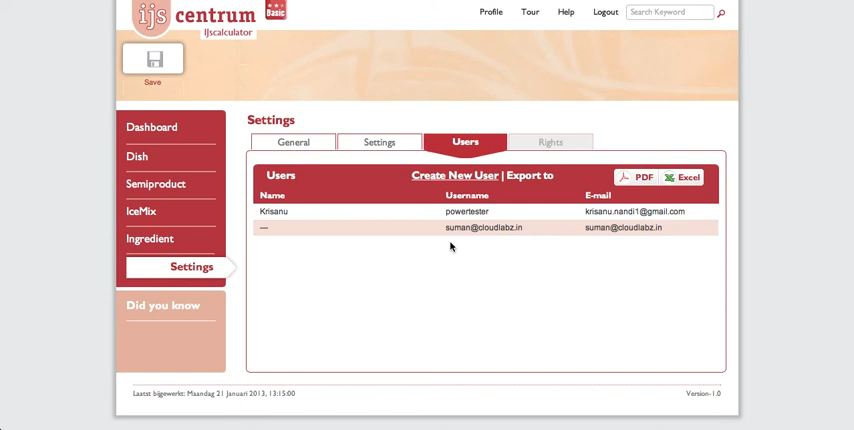 ijs centrum Basic
IJscalculator
Profile Tour Help Logout Search Keyword
Save
Dashboard
Dish
Semiproduct
IceMix
Ingredient
Settings
Did you know
Settings
General Settings Users Rights
Users Create New User | Export to PDF Excel
Name Username E-mail
Krisanu powertester krisanu.nandi1@gmail.com
--- suman@cloudlabz.in suman@cloudlabz.in
Laatst bijgewerkt: Maandag 21 Januari 2013, 13:15:00 Version-1.0